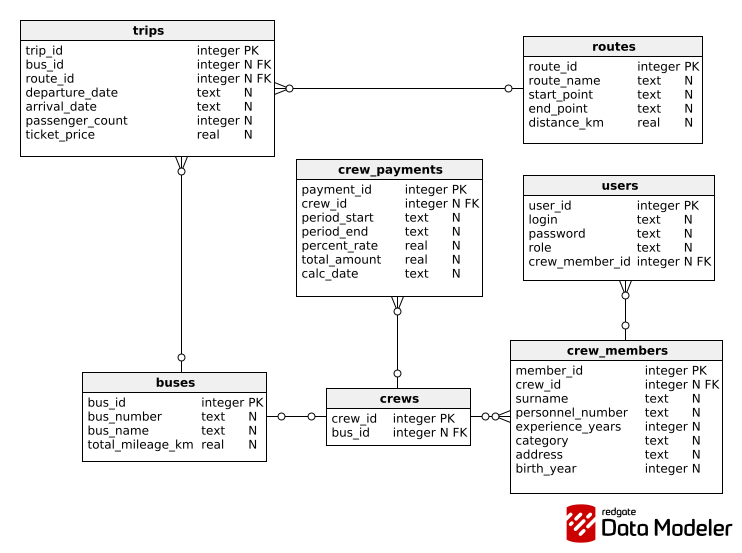 trips
trip_id integer PK
bus_id integer N FK
route_id integer N FK
departure_date text N
arrival_date text N
passenger_count integer N
ticket_price real N
routes
route_id integer PK
route_name text N
start_point text N
end_point text N
distance_km real N
crew_payments
payment_id integer PK
crew_id integer N FK
period_start text N
period_end text N
percent_rate real N
total_amount real N
calc_date text N
users
user_id integer PK
login text N
password text N
role text N
crew_member_id integer N FK
buses
bus_id integer PK
bus_number text N
bus_name text N
total_mileage_km real N
crews
crew_id integer PK
bus_id integer N FK
crew_members
member_id integer PK
crew_id integer N FK
surname text N
personnel_number text N
experience_years integer N
category text N
address text N
birth_year integer N
redgate
Data Modeler